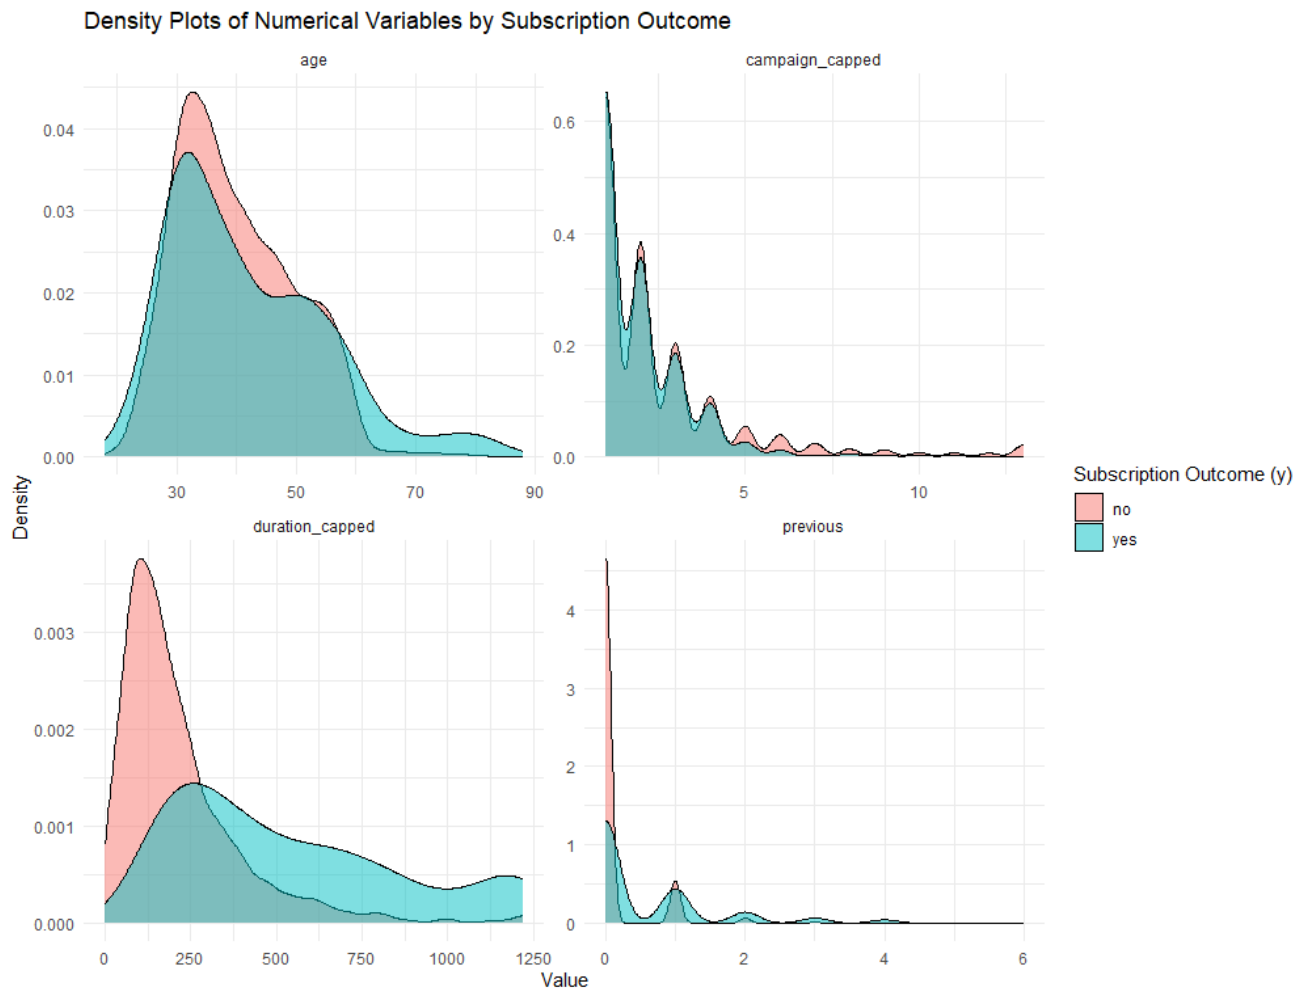 Density Plots of Numerical Variables by Subscription Outcome
age
campaign_capped
0.04
0.03
0.02
0.01
0.00
30 50 70 90
0.6
0.4
0.2
0.0
5 10
duration_capped
previous
0.003
0.002
0.001
0.000
0 250 500 750 1000 1250
4
3
2
1
0
0 2 4 6
Density
Value
Subscription Outcome (y)
no
yes